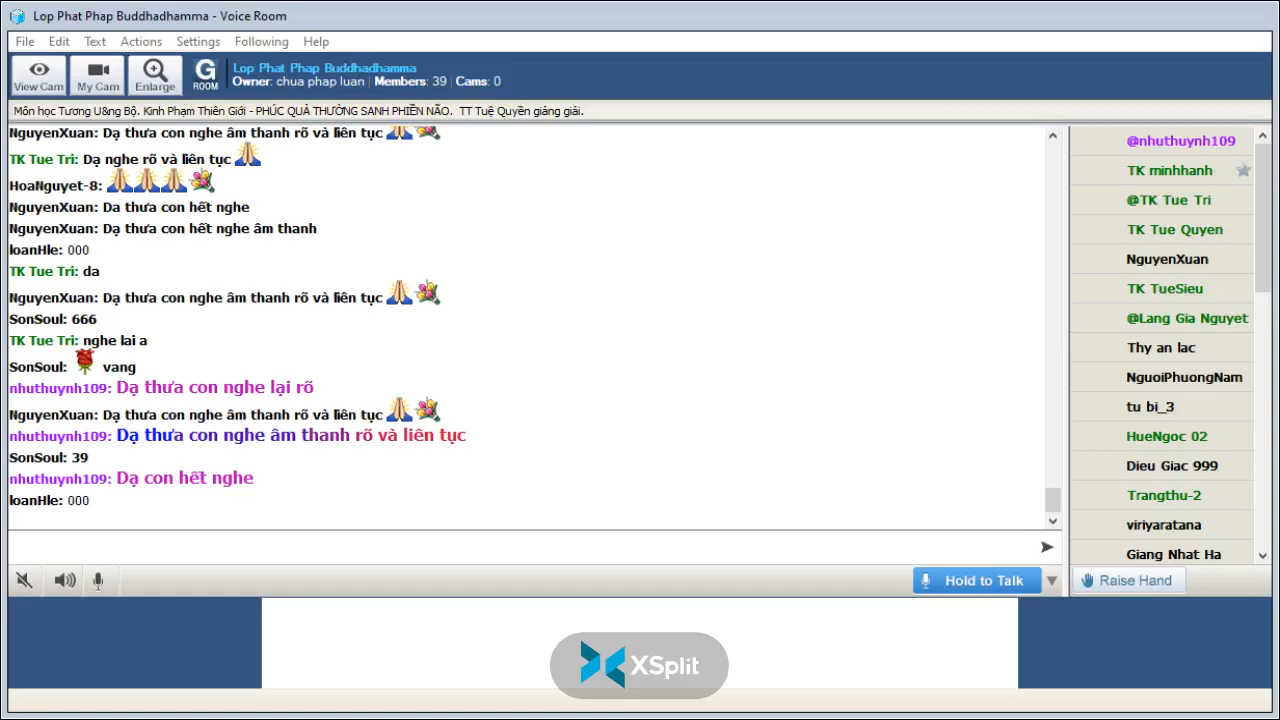 Lop Phat Phap Buddhadhamma - Voice Room
File Edit Text Actions Settings Following Help
View Cam My Cam Enlarge G ROOM
Lop Phat Phap Buddhadhamma
Owner: chua phap luan | Members: 39 | Cams: 0
Môn học Tương U&ng Bộ. Kinh Phạm Thiên Giới - PHÚC QUẢ THƯỜNG SANH PHIỀN NÃO. TT Tuệ Quyền giảng giải.
NguyenXuan: Dạ thưa con nghe âm thanh rõ và liên tục
TK Tue Tri: Dạ nghe rõ và liên tục
HoaNguyet-8:
NguyenXuan: Da thưa con hết nghe
NguyenXuan: Dạ thưa con hết nghe âm thanh
loanHle: 000
TK Tue Tri: da
NguyenXuan: Dạ thưa con nghe âm thanh rõ và liên tục
SonSoul: 666
TK Tue Tri: nghe lai a
SonSoul: vang
nhuthuynh109: Dạ thưa con nghe lại rõ
NguyenXuan: Dạ thưa con nghe âm thanh rõ và liên tục
nhuthuynh109: Dạ thưa con nghe âm thanh rõ và liên tục
SonSoul: 39
nhuthuynh109: Dạ con hết nghe
loanHle: 000
@nhuthuynh109
TK minhhanh
@TK Tue Tri
TK Tue Quyen
NguyenXuan
TK TueSieu
@Lang Gia Nguyet
Thy an lac
NguoiPhuongNam
tu bi_3
HueNgoc 02
Dieu Giac 999
Trangthu-2
viriyaratana
Giang Nhat Ha
Hold to Talk
Raise Hand
XSplit